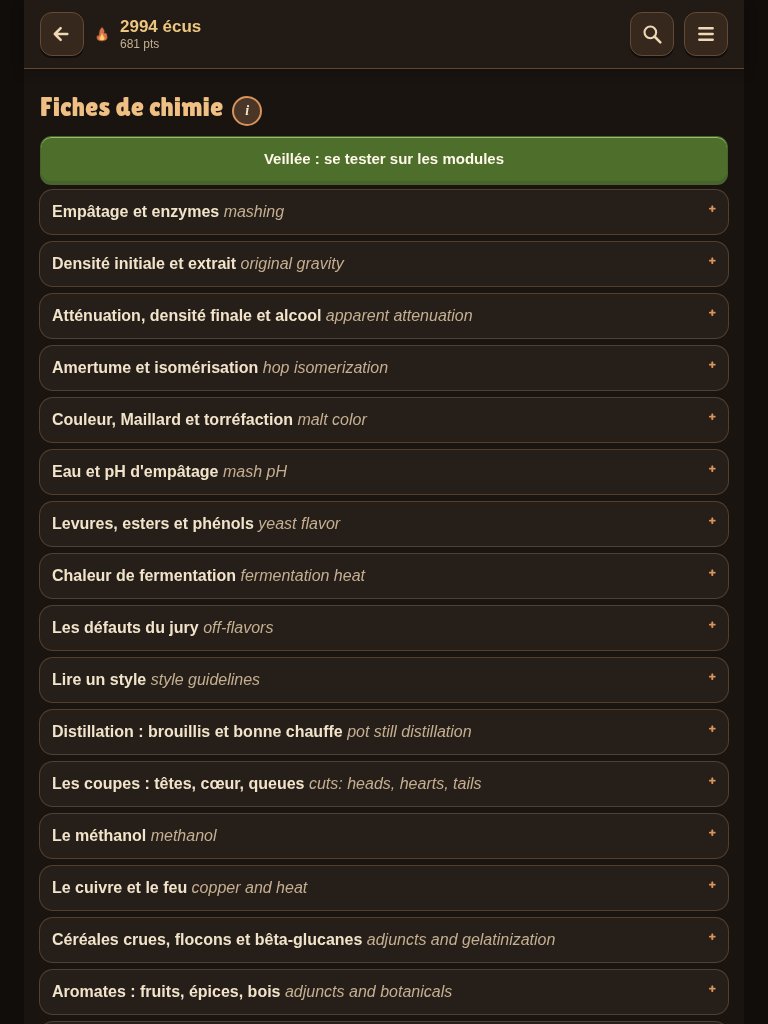 2994 écus
681 pts
Fiches de chimie i
Veillée : se tester sur les modules
Empâtage et enzymes mashing +
Densité initiale et extrait original gravity +
Atténuation, densité finale et alcool apparent attenuation +
Amertume et isomérisation hop isomerization +
Couleur, Maillard et torréfaction malt color +
Eau et pH d'empâtage mash pH +
Levures, esters et phénols yeast flavor +
Chaleur de fermentation fermentation heat +
Les défauts du jury off-flavors +
Lire un style style guidelines +
Distillation : brouillis et bonne chauffe pot still distillation +
Les coupes : têtes, cœur, queues cuts: heads, hearts, tails +
Le méthanol methanol +
Le cuivre et le feu copper and heat +
Céréales crues, flocons et bêta-glucanes adjuncts and gelatinization +
Aromates : fruits, épices, bois adjuncts and botanicals +